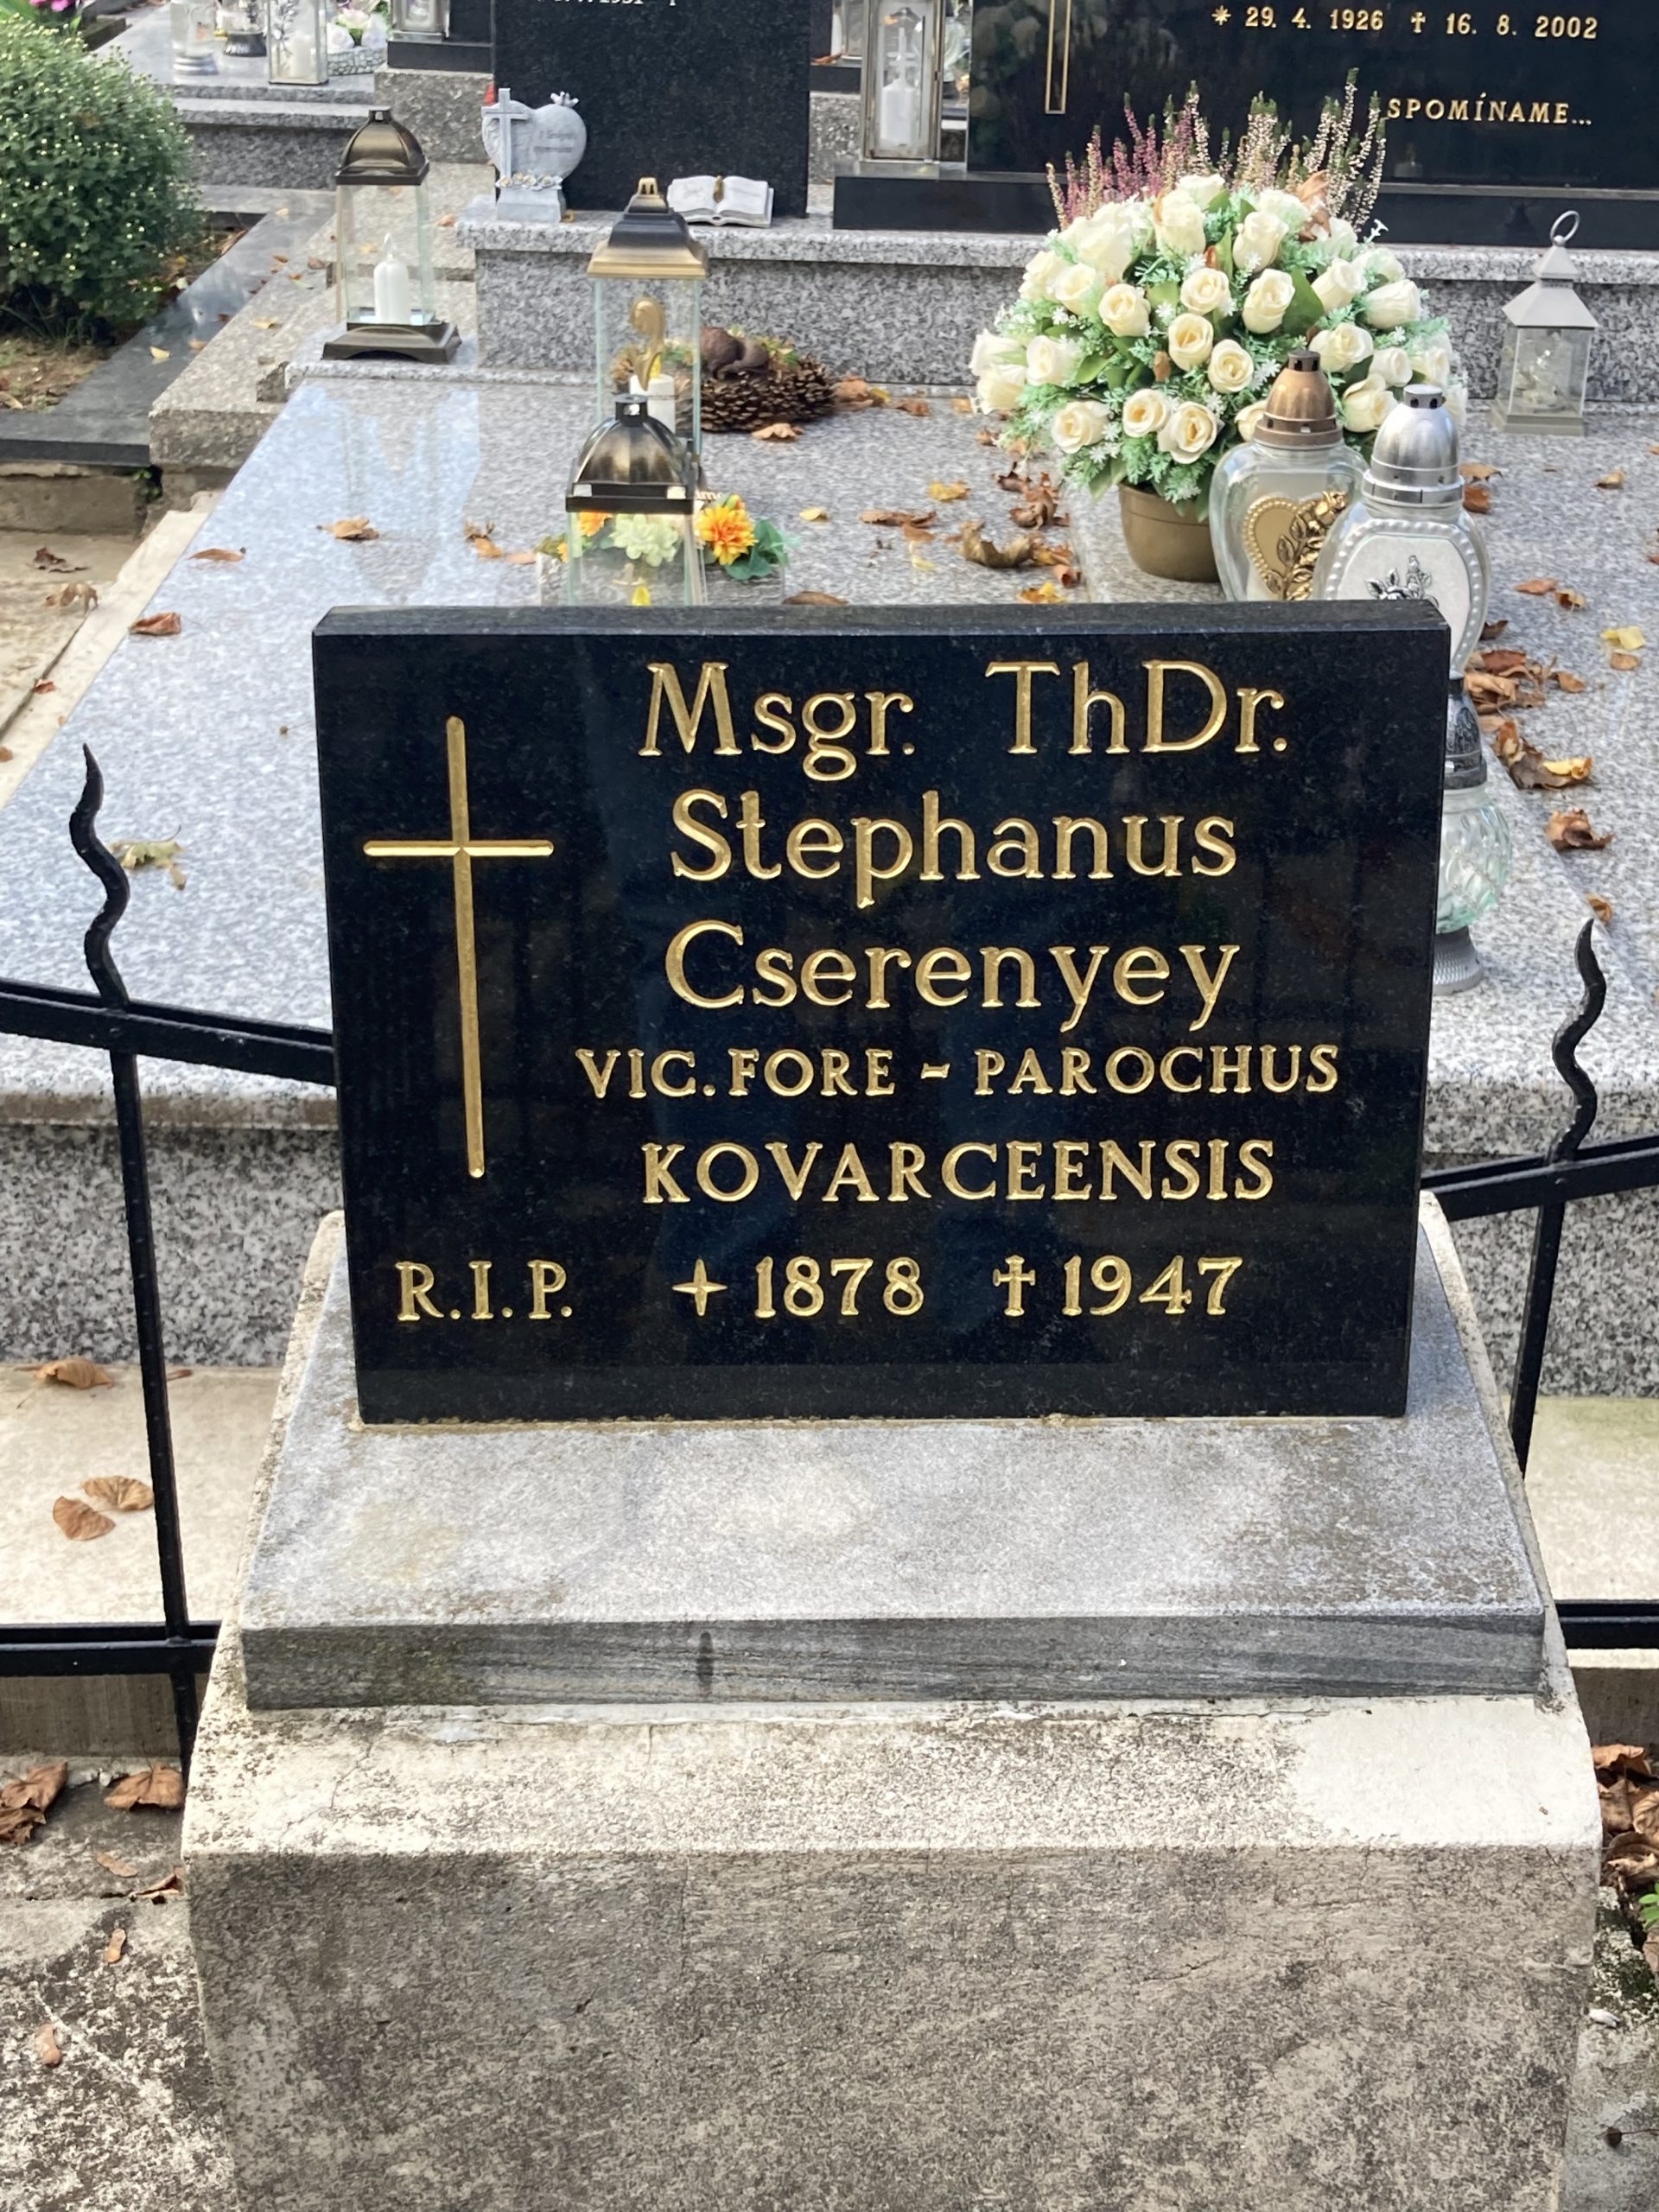 * 29. 4. 1926 † 16. 8. 2002
SPOMÍNAME...
Msgr. ThDr.
Stephanus
Cserenyey
VIC. FORE - PAROCHUS
KOVARCEENSIS
R.I.P. + 1878 † 1947